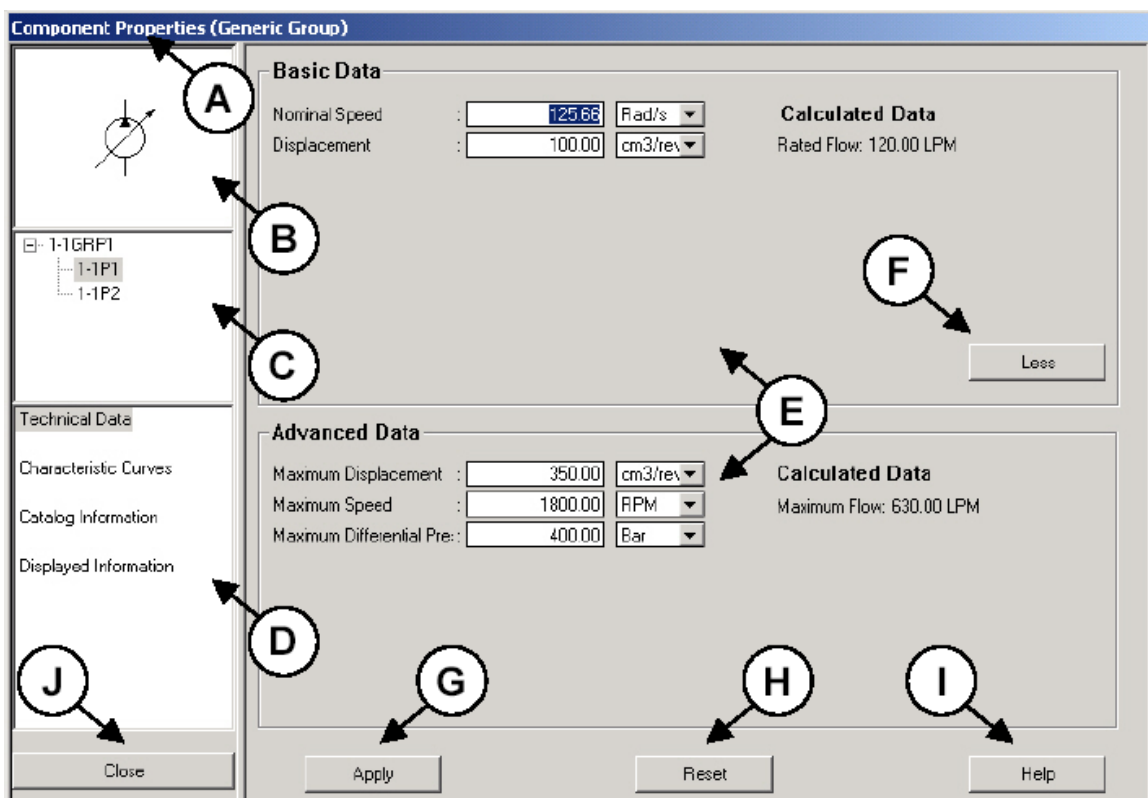 Component Properties (Generic Group)
A
B
1-1GRP1
1-1P1
1-1P2
C
Technical Data
Characteristic Curves
Catalog Information
Displayed Information
D
J
Close
Basic Data
Nominal Speed : 125.66 Rad/s
Displacement : 100.00 cm3/rev
Calculated Data
Rated Flow: 120.00 LPM
F
Less
E
Advanced Data
Maximum Displacement : 350.00 cm3/rev
Maximum Speed : 1800.00 RPM
Maximum Differential Pre: : 400.00 Bar
Calculated Data
Maximum Flow: 630.00 LPM
G
H
I
Apply
Reset
Help